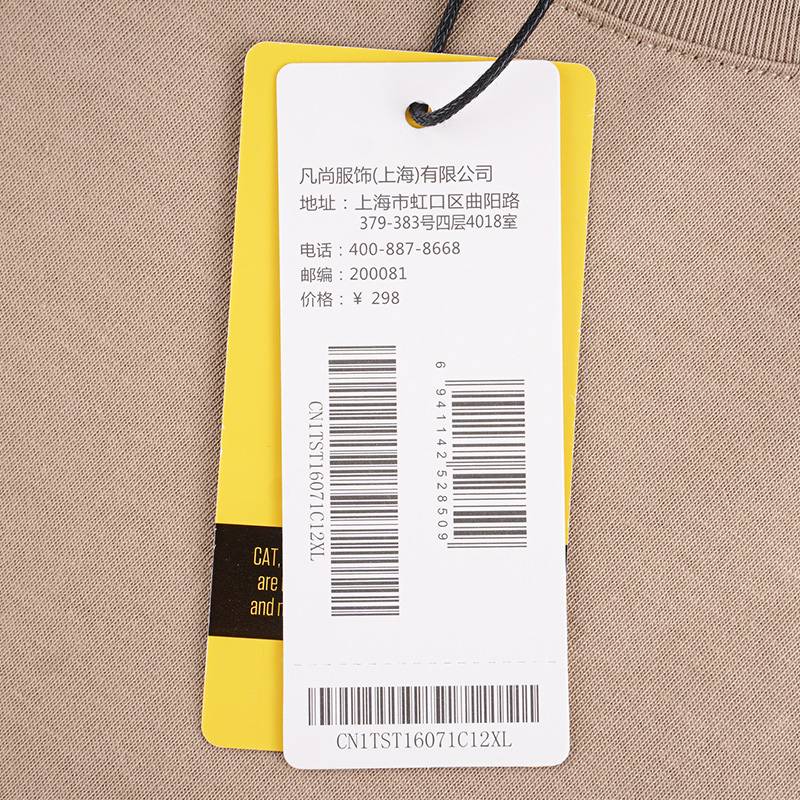 凡尚服饰(上海)有限公司
地址：上海市虹口区曲阳路
379-383号四层4018室
电话：400-887-8668
邮编：200081
价格：¥ 298
CN1TST16071C12XL
6 941142 528509
CAT,
are
and
CN1TST16071C12XL